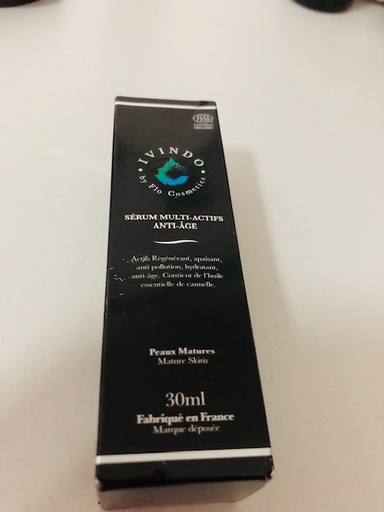 IVINDO
by Flo Cosmetics
SÉRUM MULTI-ACTIFS
ANTI-ÂGE
Actifs Régénérant, apaisant,
anti pollution, hydratant,
anti-âge. Contient de l'huile
essentielle de cannelle.
Peaux Matures
Mature Skins
30ml
Fabriqué en France
Marque déposée